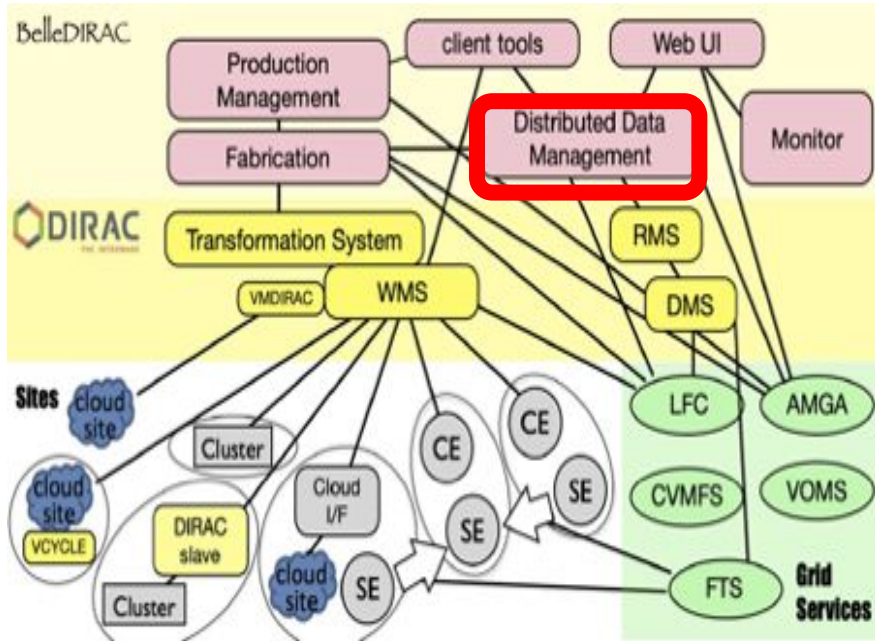 BelleDIRAC
client tools
Web UI
Production
Management
Distributed Data
Management
Monitor
Fabrication
DIRAC
THE INTERWARE
Transformation System
RMS
VMDIRAC
WMS
DMS
Sites
cloud
site
Cluster
CE
CE
LFC
AMGA
cloud
site
VCYCLE
DIRAC
slave
Cloud
I/F
SE
SE
CVMFS
VOMS
Cluster
cloud
site
SE
FTS
Grid
Services